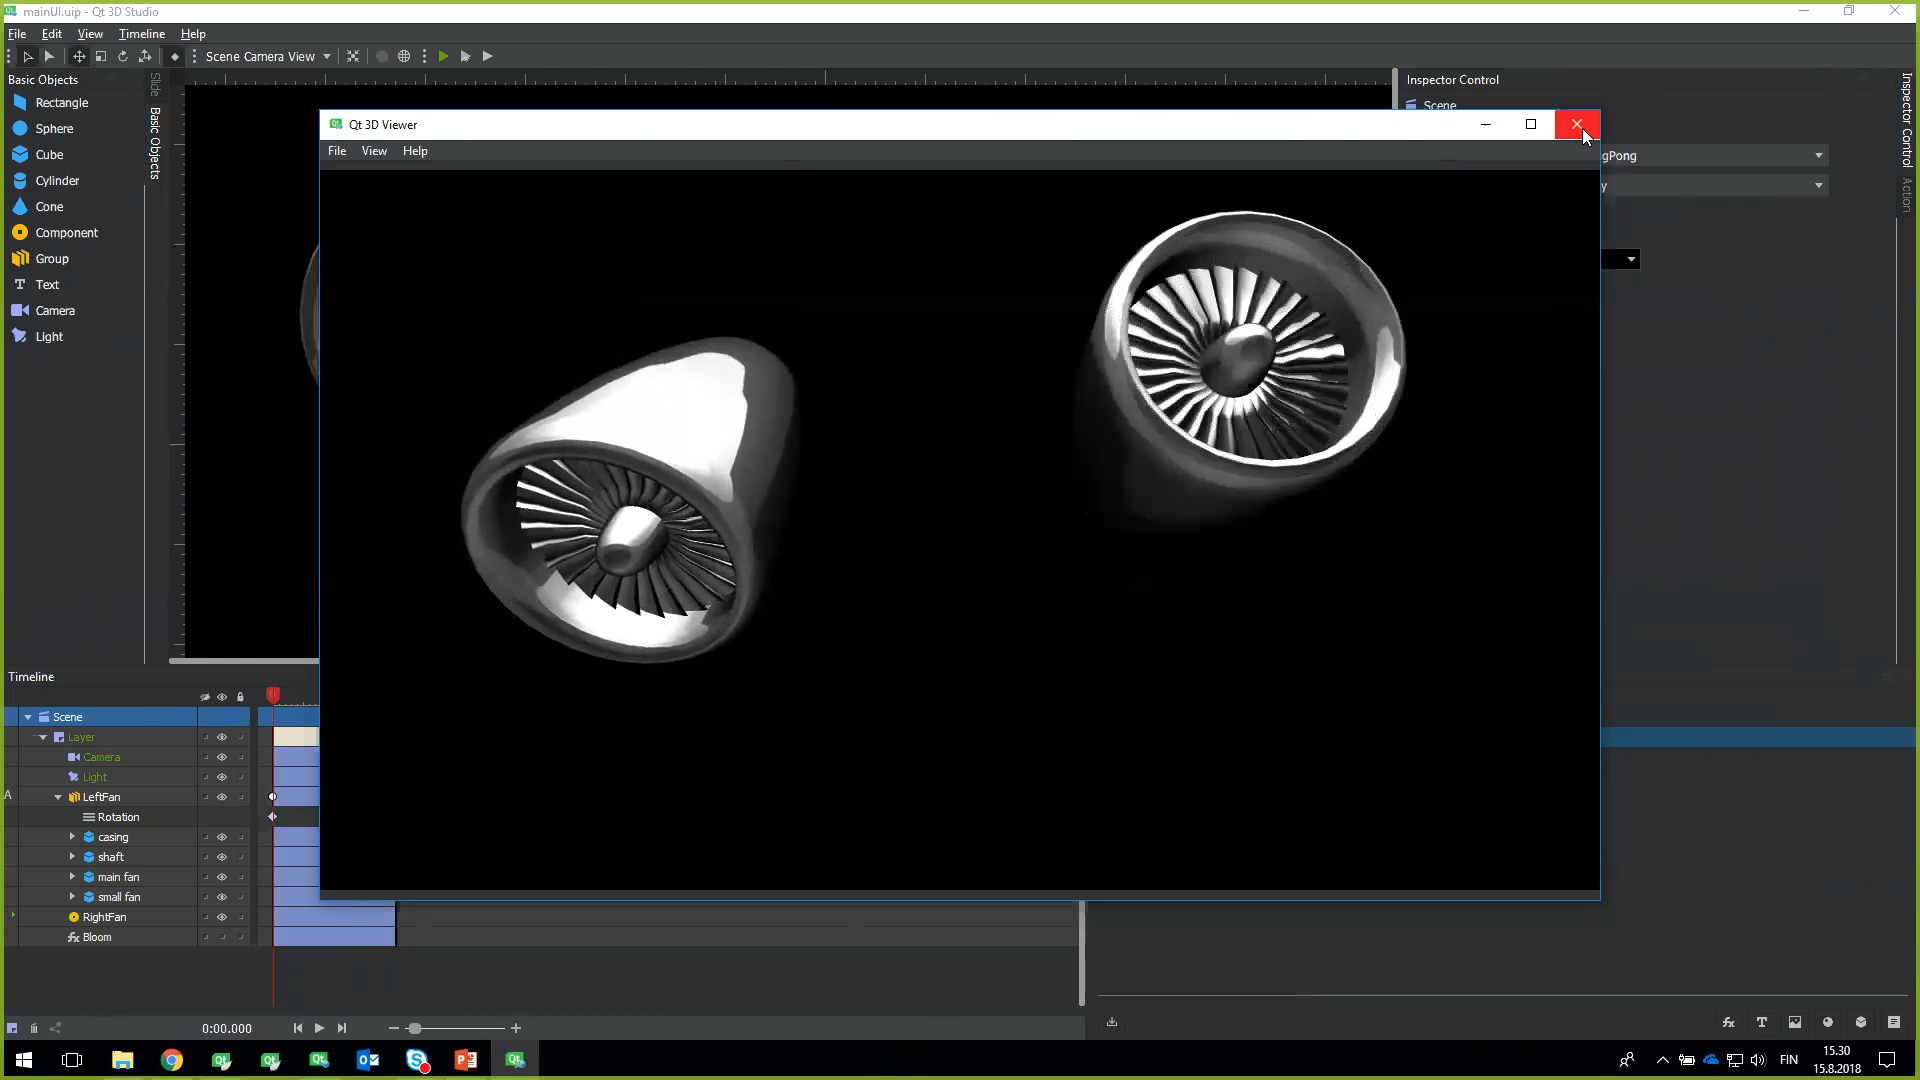 mainUI.uip - Qt 3D Studio
File Edit View Timeline Help
Scene Camera View
Basic Objects
Slide
Basic Objects
Rectangle
Sphere
Cube
Cylinder
Cone
Component
Group
Text
Camera
Light
Inspector Control
Scene
gPong
y
Inspector Control
Action
Qt 3D Viewer
File View Help
Timeline
Scene
Layer
Camera
Light
A
LeftFan
Rotation
casing
shaft
main fan
small fan
RightFan
fx Bloom
0:00.000
FIN
15.30
15.8.2018